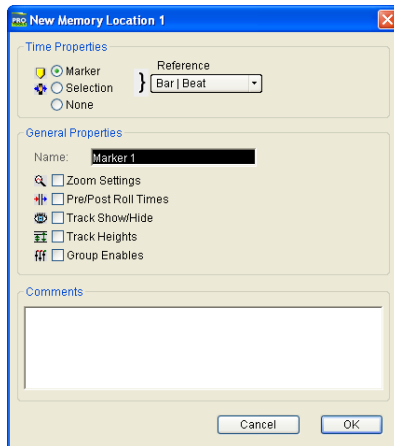 PRO New Memory Location 1
Time Properties
Marker
Selection
None
Reference
Bar|Beat
General Properties
Name: Marker 1
Zoom Settings
Pre/Post Roll Times
Track Show/Hide
Track Heights
Group Enables
Comments
Cancel OK